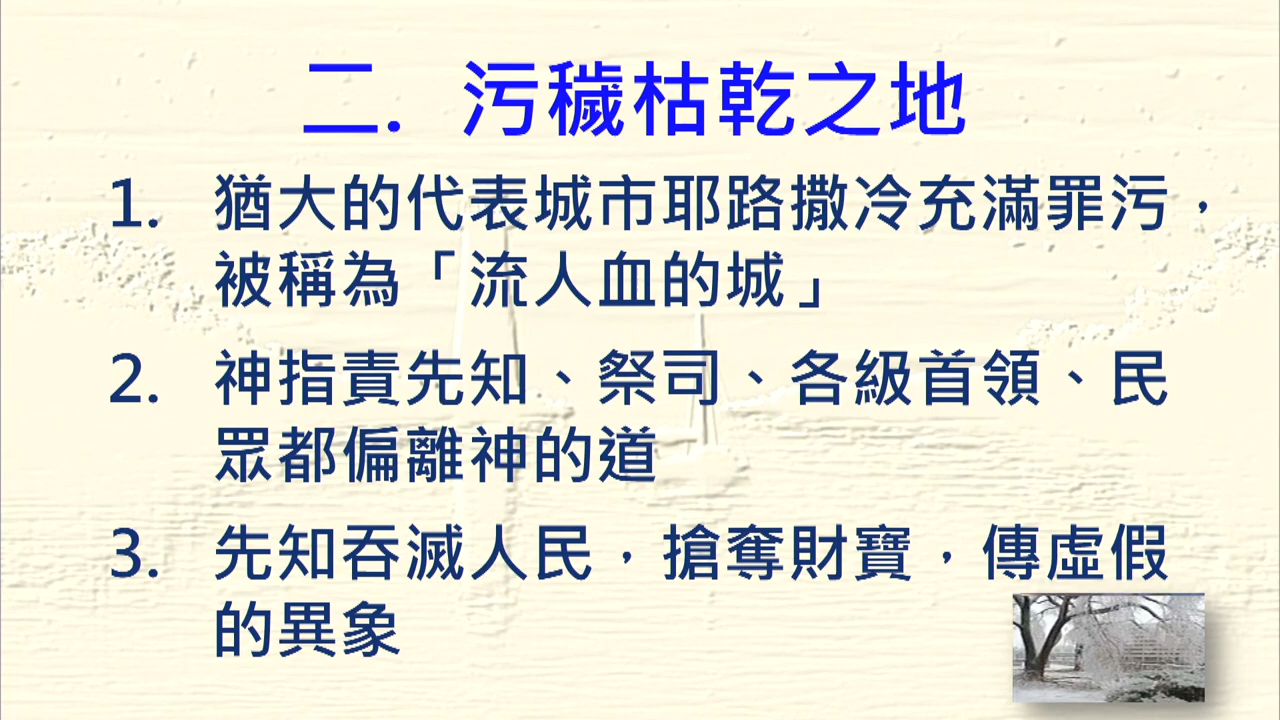 二. 污穢枯乾之地
1. 猶大的代表城市耶路撒冷充滿罪污，
被稱為「流人血的城」
2. 神指責先知、祭司、各級首領、民
眾都偏離神的道
3. 先知吞滅人民，搶奪財寶，傳虛假
的異象